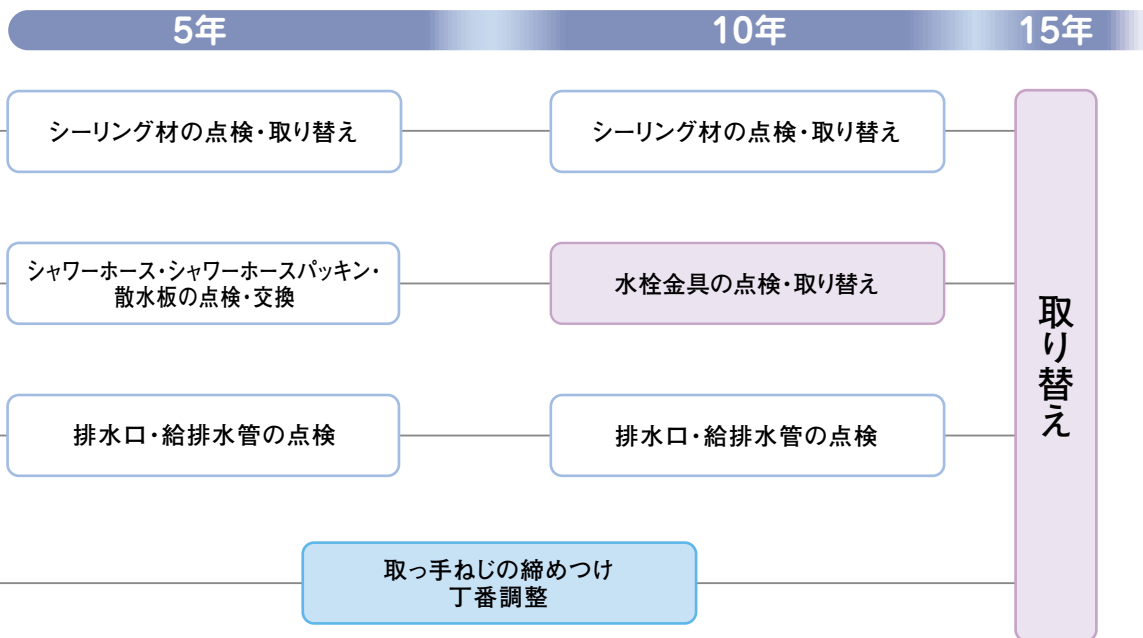 5年
10年
15年
シーリング材の点検・取り替え
シーリング材の点検・取り替え
シャワーホース・シャワーホースパッキン・
散水板の点検・交換
水栓金具の点検・取り替え
排水口・給排水管の点検
排水口・給排水管の点検
取っ手ねじの締めつけ
丁番調整
取り替え